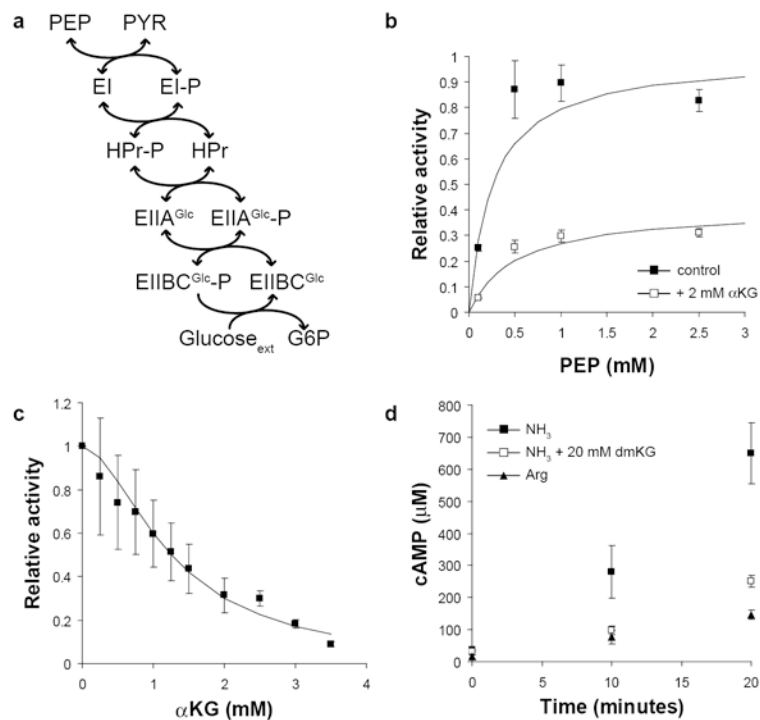 a
PEP PYR
EI EI-P
HPr-P HPr
EIIA^Glc EIIA^Glc-P
EIIBC^Glc-P EIIBC^Glc
Glucose_ext G6P
b
Relative activity
1
0.9
0.8
0.7
0.6
0.5
0.4
0.3
0.2
0.1
0
0 0.5 1 1.5 2 2.5 3
PEP (mM)
control
+ 2 mM αKG
c
Relative activity
1.2
1
0.8
0.6
0.4
0.2
0
0 1 2 3 4
αKG (mM)
d
cAMP (μM)
800
700
600
500
400
300
200
100
0
0 5 10 15 20
Time (minutes)
NH₃
NH₃ + 20 mM dmKG
Arg